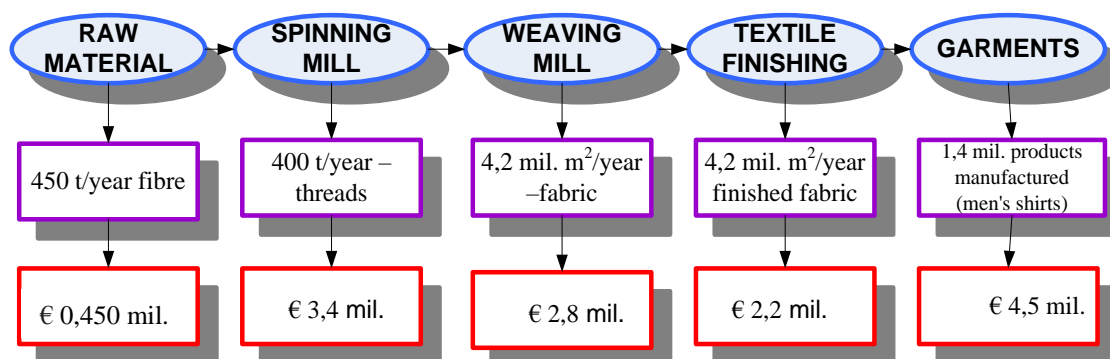 RAW
MATERIAL
SPINNING
MILL
WEAVING
MILL
TEXTILE
FINISHING
GARMENTS
450 t/year fibre
400 t/year –
threads
4,2 mil. m²/year
–fabric
4,2 mil. m²/year
finished fabric
1,4 mil. products
manufactured
(men's shirts)
€ 0,450 mil.
€ 3,4 mil.
€ 2,8 mil.
€ 2,2 mil.
€ 4,5 mil.